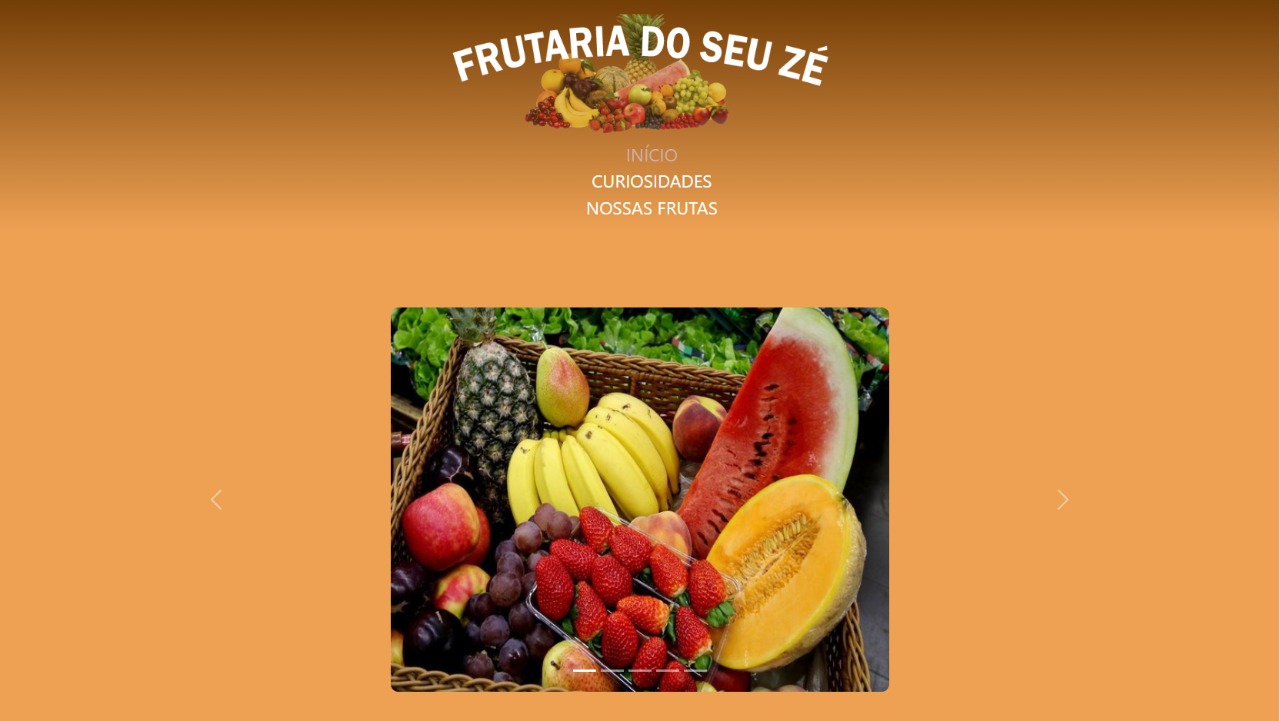 FRUTARIA DO SEU ZÉ
INÍCIO
CURIOSIDADES
NOSSAS FRUTAS